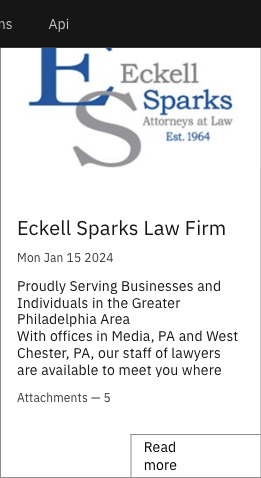 ns Api
ES
Eckell
Sparks
Attorneys at Law
Est. 1964
Eckell Sparks Law Firm
Mon Jan 15 2024
Proudly Serving Businesses and
Individuals in the Greater
Philadelphia Area
With offices in Media, PA and West
Chester, PA, our staff of lawyers
are available to meet you where
Attachments — 5
Read
more